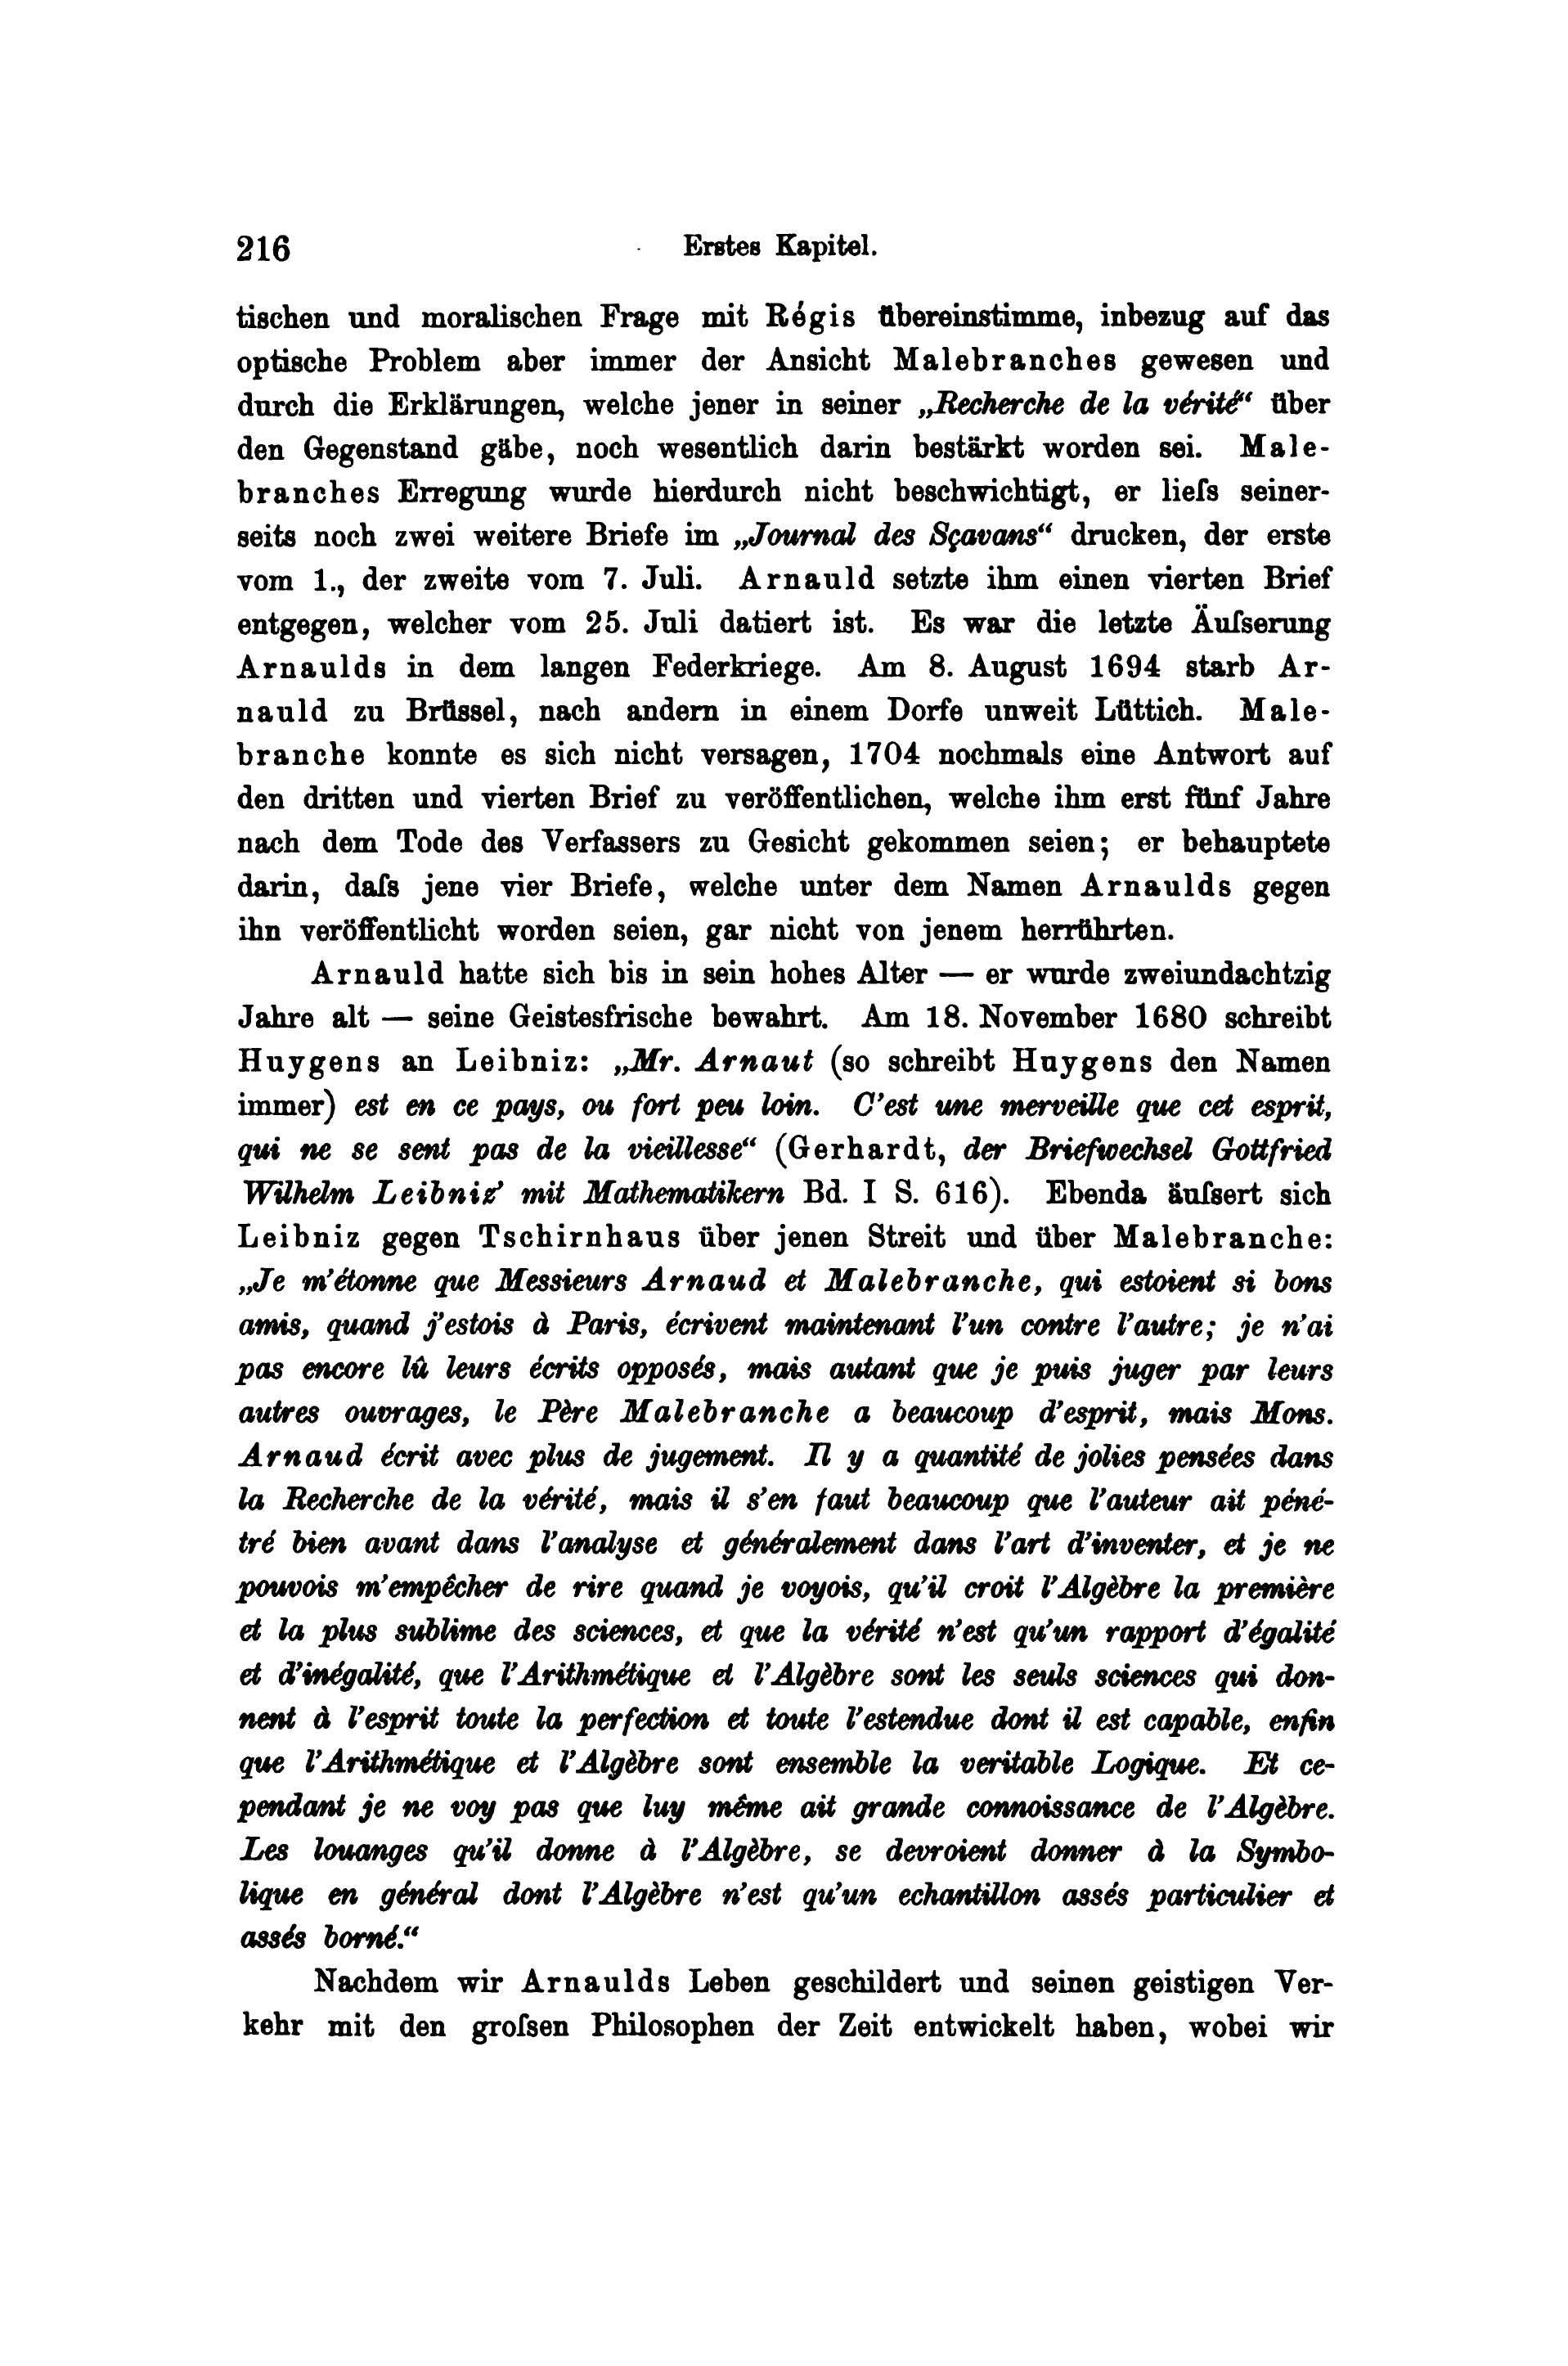 216 Erstes Kapitel.
tischen und moralischen Frage mit Régis übereinstimme, inbezug auf das
optische Problem aber immer der Ansicht Malebranches gewesen und
durch die Erklärungen, welche jener in seiner „Recherche de la vérité“ über
den Gegenstand gäbe, noch wesentlich darin bestärkt worden sei. Male-
branches Erregung wurde hierdurch nicht beschwichtigt, er liefs seiner-
seits noch zwei weitere Briefe im „Journal des Sçavans“ drucken, der erste
vom 1., der zweite vom 7. Juli. Arnauld setzte ihm einen vierten Brief
entgegen, welcher vom 25. Juli datiert ist. Es war die letzte Äufserung
Arnaulds in dem langen Federkriege. Am 8. August 1694 starb Ar-
nauld zu Brüssel, nach andern in einem Dorfe unweit Lüttich. Male-
branche konnte es sich nicht versagen, 1704 nochmals eine Antwort auf
den dritten und vierten Brief zu veröffentlichen, welche ihm erst fünf Jahre
nach dem Tode des Verfassers zu Gesicht gekommen seien; er behauptete
darin, dafs jene vier Briefe, welche unter dem Namen Arnaulds gegen
ihn veröffentlicht worden seien, gar nicht von jenem herrührten.
Arnauld hatte sich bis in sein hohes Alter — er wurde zweiundachtzig
Jahre alt — seine Geistesfrische bewahrt. Am 18. November 1680 schreibt
Huygens an Leibniz: „Mr. Arnaut (so schreibt Huygens den Namen
immer) est en ce pays, ou fort peu loin. C'est une merveille que cet esprit,
qui ne se sent pas de la vieillesse“ (Gerhardt, der Briefwechsel Gottfried
Wilhelm Leibniz' mit Mathematikern Bd. I S. 616). Ebenda äufsert sich
Leibniz gegen Tschirnhaus über jenen Streit und über Malebranche:
„Je m'étonne que Messieurs Arnaud et Malebranche, qui estoient si bons
amis, quand j'estois à Paris, écrivent maintenant l'un contre l'autre; je n'ai
pas encore lû leurs écrits opposés, mais autant que je puis juger par leurs
autres ouvrages, le Père Malebranche a beaucoup d'esprit, mais Mons.
Arnaud écrit avec plus de jugement. Il y a quantité de jolies pensées dans
la Recherche de la vérité, mais il s'en faut beaucoup que l'auteur ait péné-
tré bien avant dans l'analyse et généralement dans l'art d'inventer, et je ne
pouvois m'empêcher de rire quand je voyois, qu'il croit l'Algèbre la première
et la plus sublime des sciences, et que la vérité n'est qu'un rapport d'égalité
et d'inégalité, que l'Arithmétique et l'Algèbre sont les seuls sciences qui don-
nent à l'esprit toute la perfection et toute l'estendue dont il est capable, enfin
que l'Arithmétique et l'Algèbre sont ensemble la veritable Logique. Et ce-
pendant je ne voy pas que luy même ait grande connoissance de l'Algèbre.
Les louanges qu'il donne à l'Algèbre, se devroient donner à la Symbo-
lique en général dont l'Algèbre n'est qu'un echantillon assés particulier et
assés borné.“
Nachdem wir Arnaulds Leben geschildert und seinen geistigen Ver-
kehr mit den grofsen Philosophen der Zeit entwickelt haben, wobei wir